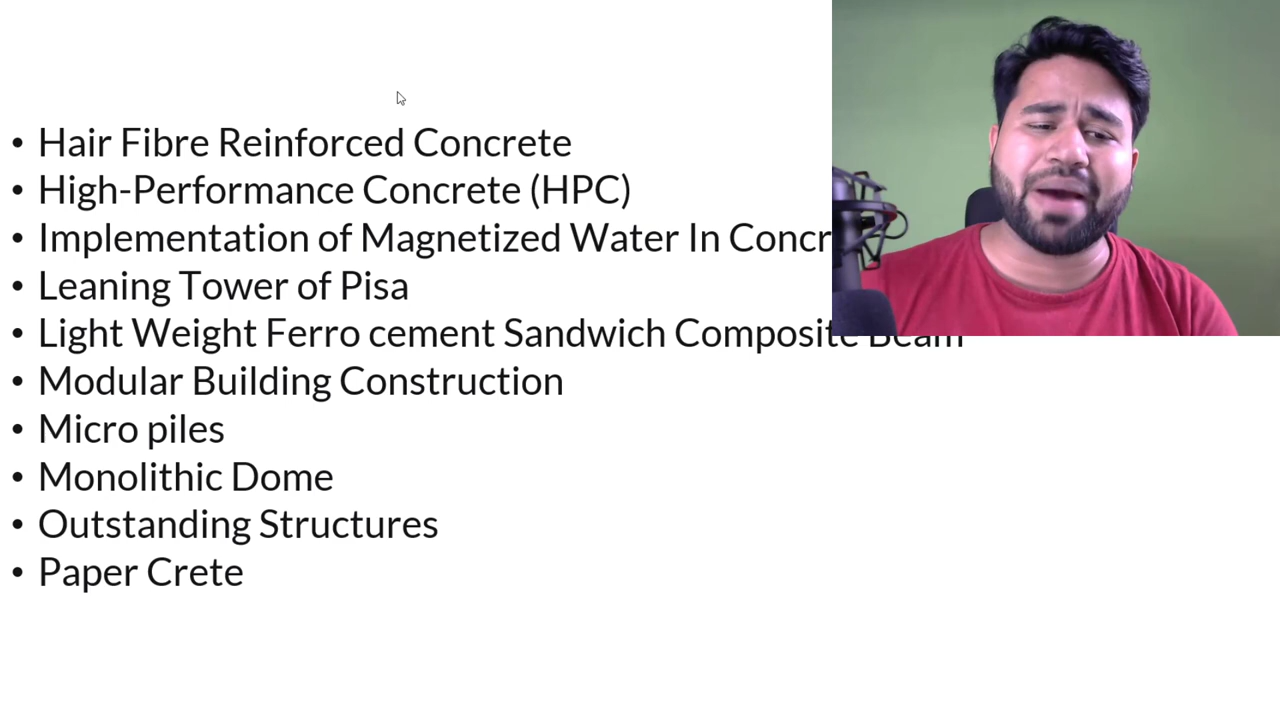 • Hair Fibre Reinforced Concrete
• High-Performance Concrete (HPC)
• Implementation of Magnetized Water In Concr
• Leaning Tower of Pisa
• Light Weight Ferro cement Sandwich Composite Beam
• Modular Building Construction
• Micro piles
• Monolithic Dome
• Outstanding Structures
• Paper Crete